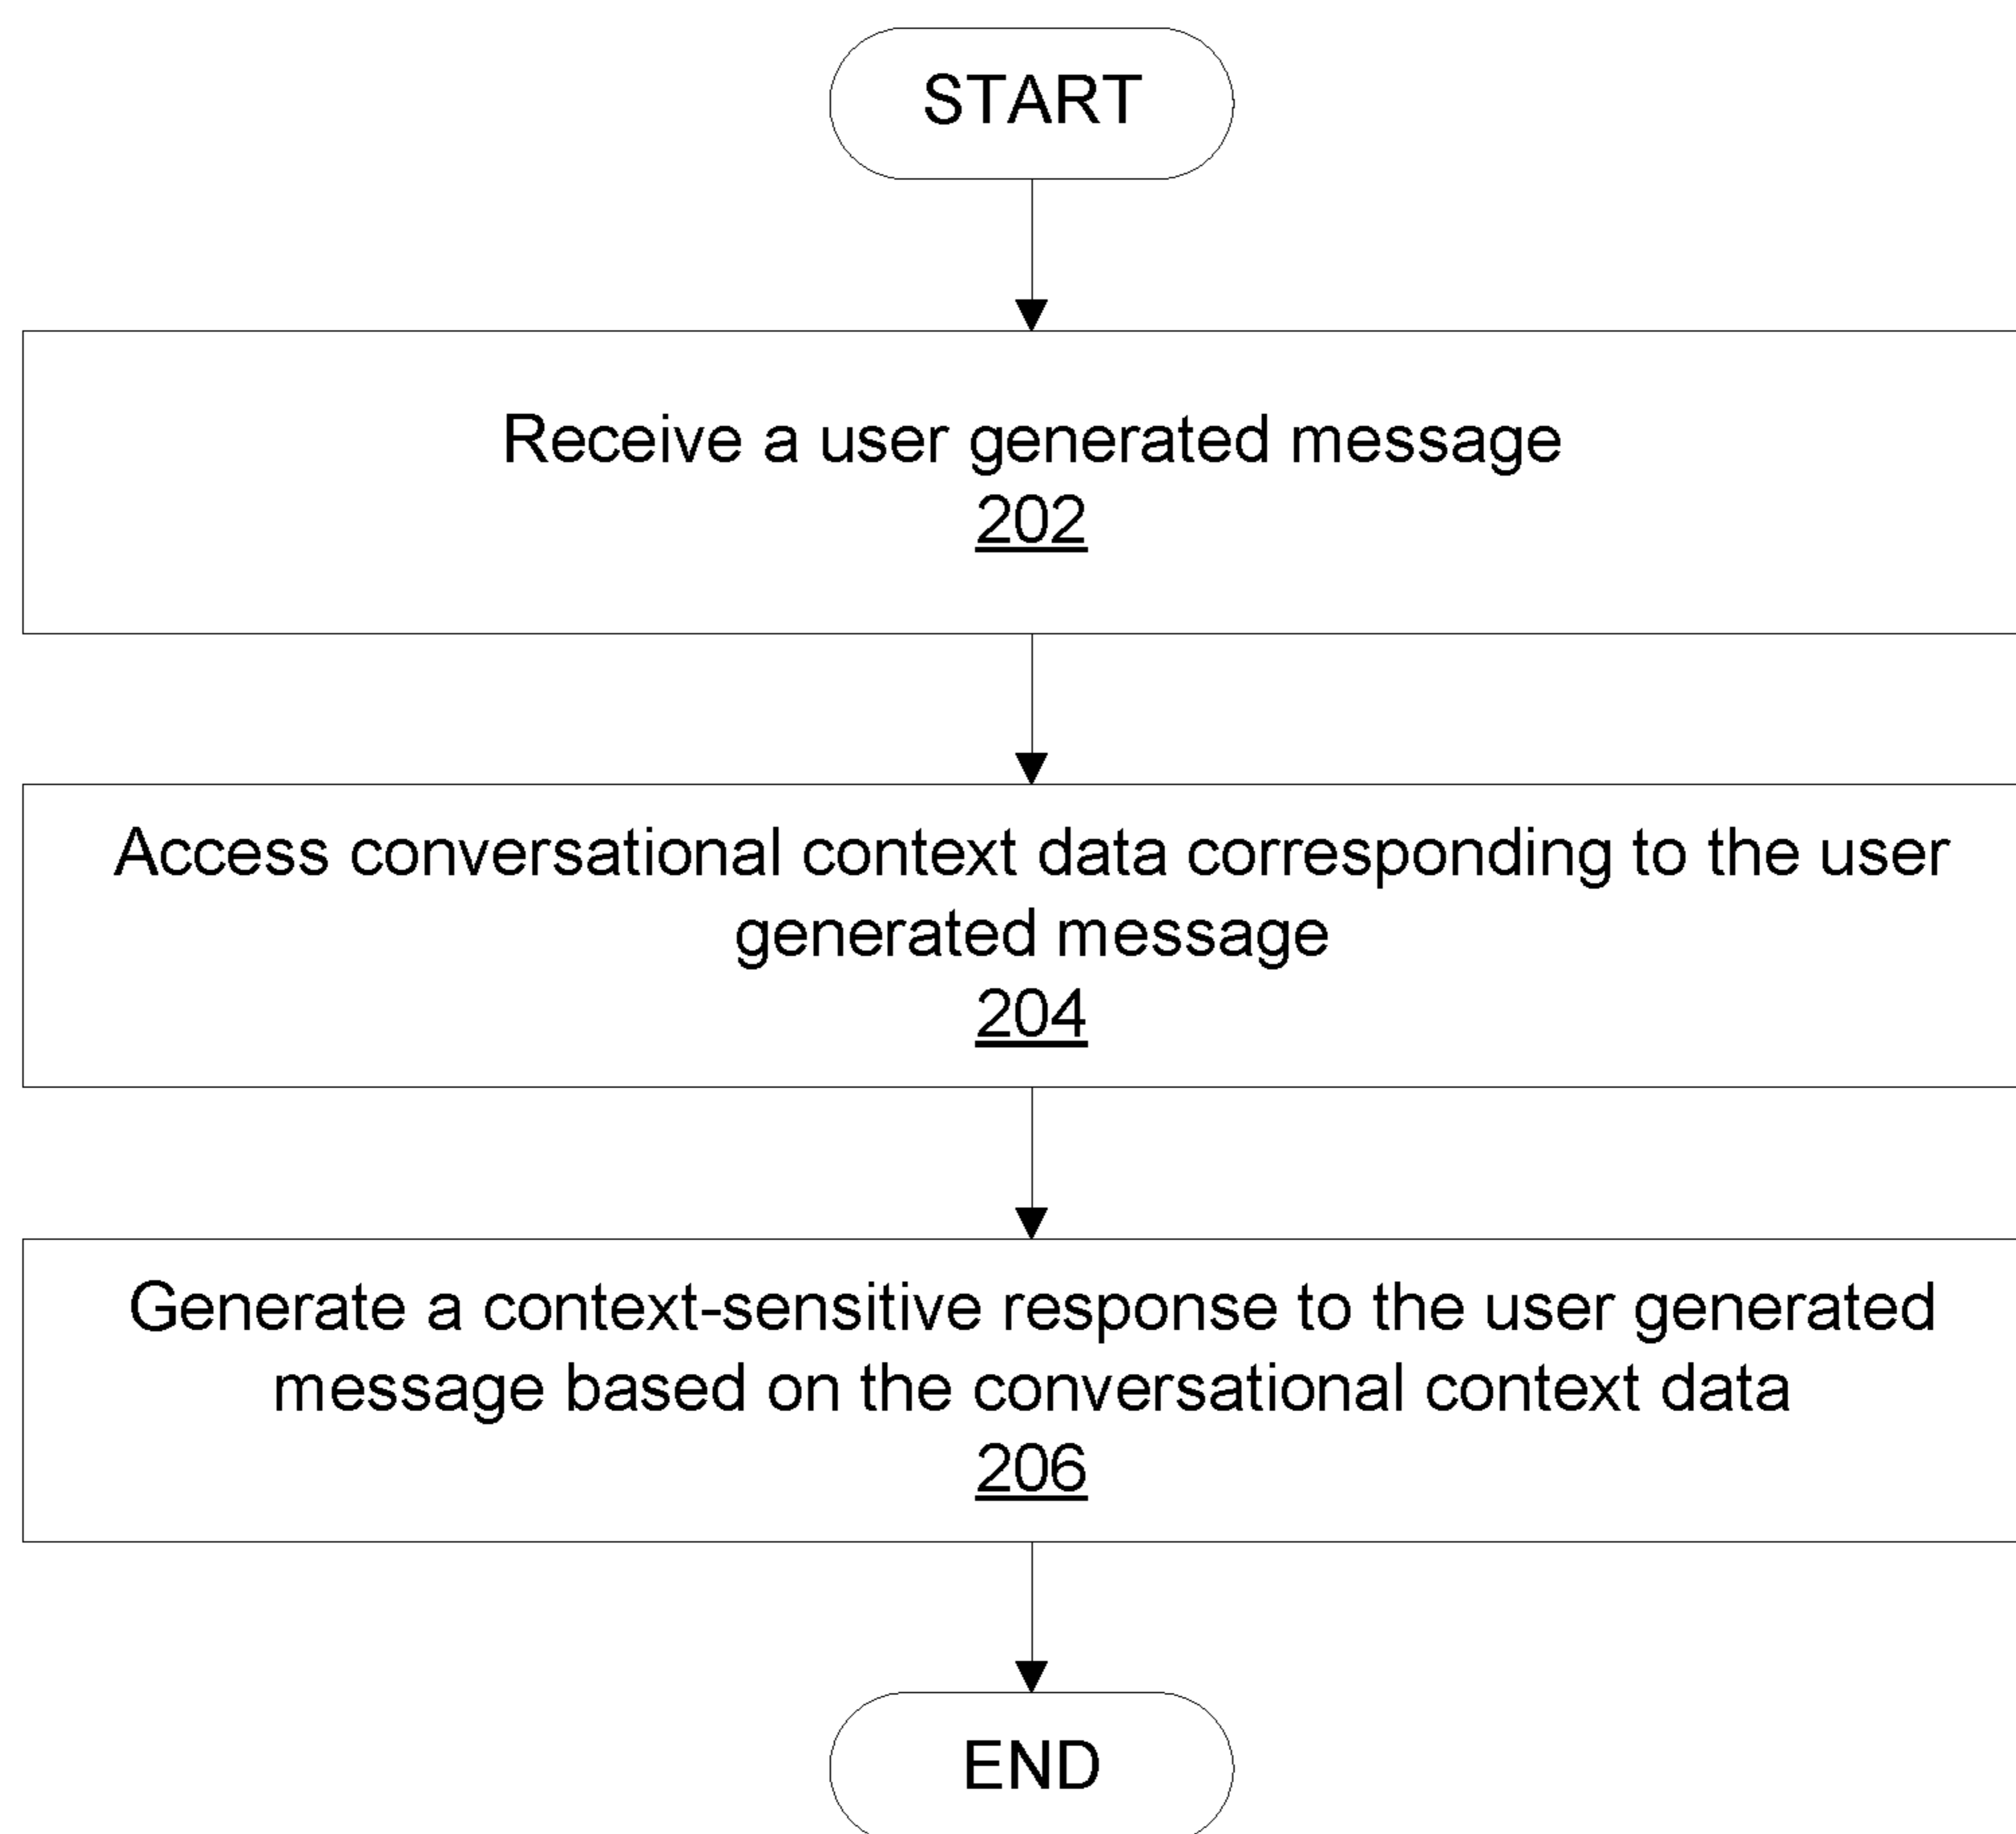 START
Receive a user generated message
202
Access conversational context data corresponding to the user
generated message
204
Generate a context-sensitive response to the user generated
message based on the conversational context data
206
END